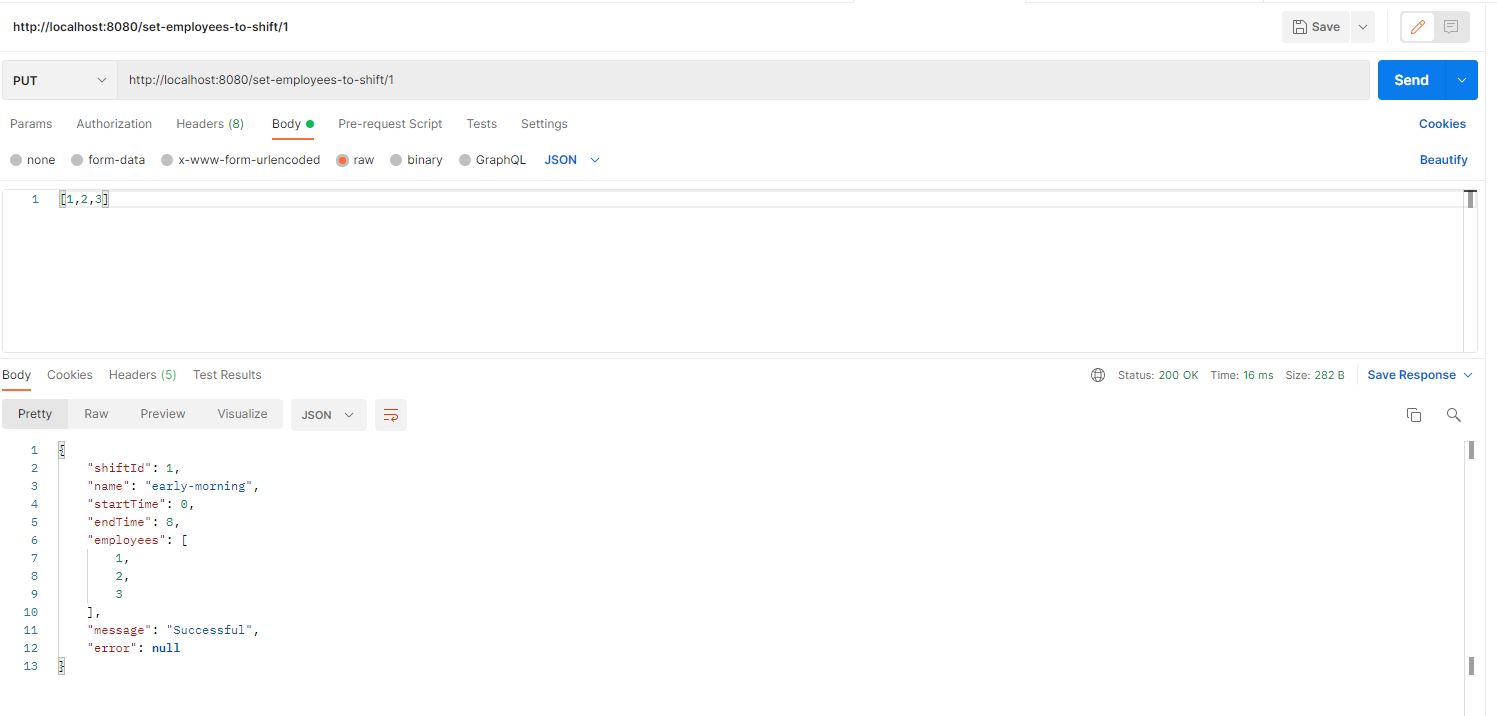 http://localhost:8080/set-employees-to-shift/1
Save
PUT
http://localhost:8080/set-employees-to-shift/1
Send
Params Authorization Headers (8) Body Pre-request Script Tests Settings Cookies
none form-data x-www-form-urlencoded raw binary GraphQL JSON Beautify
1 [1,2,3]
Body Cookies Headers (5) Test Results Status: 200 OK Time: 16 ms Size: 282 B Save Response
Pretty Raw Preview Visualize JSON
1 {
2 "shiftId": 1,
3 "name": "early-morning",
4 "startTime": 0,
5 "endTime": 8,
6 "employees": [
7 1,
8 2,
9 3
10 ],
11 "message": "Successful",
12 "error": null
13 }